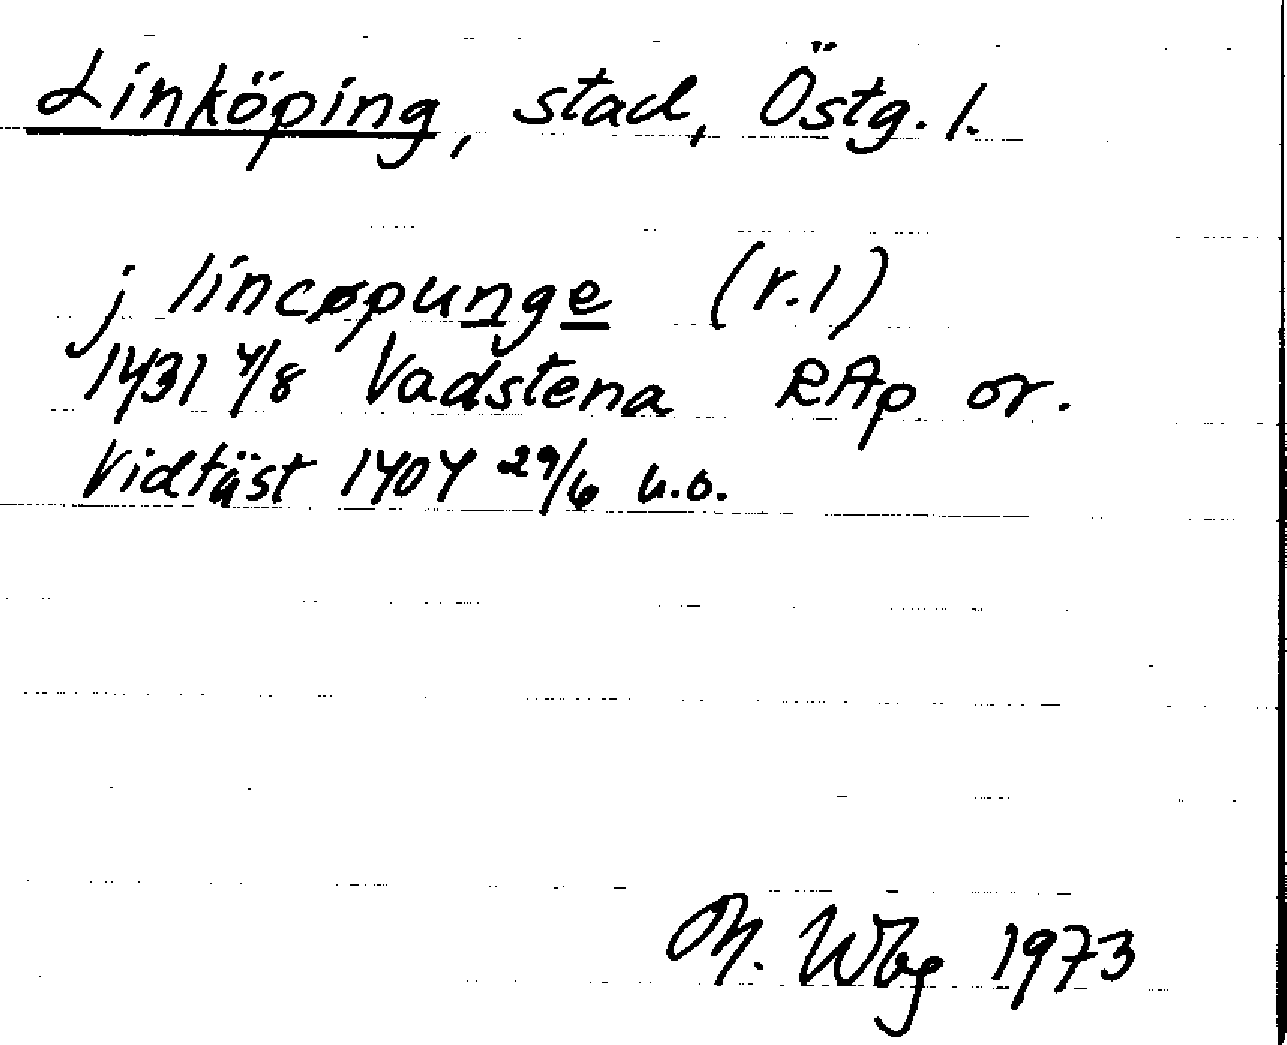 Linköping, stad, Östg. l.
j lincøpunge (r.1)
1431 4/8 Vadstena RAp or.
Vidtäst 1404 29/6 u.o.
M. Wbg 1973